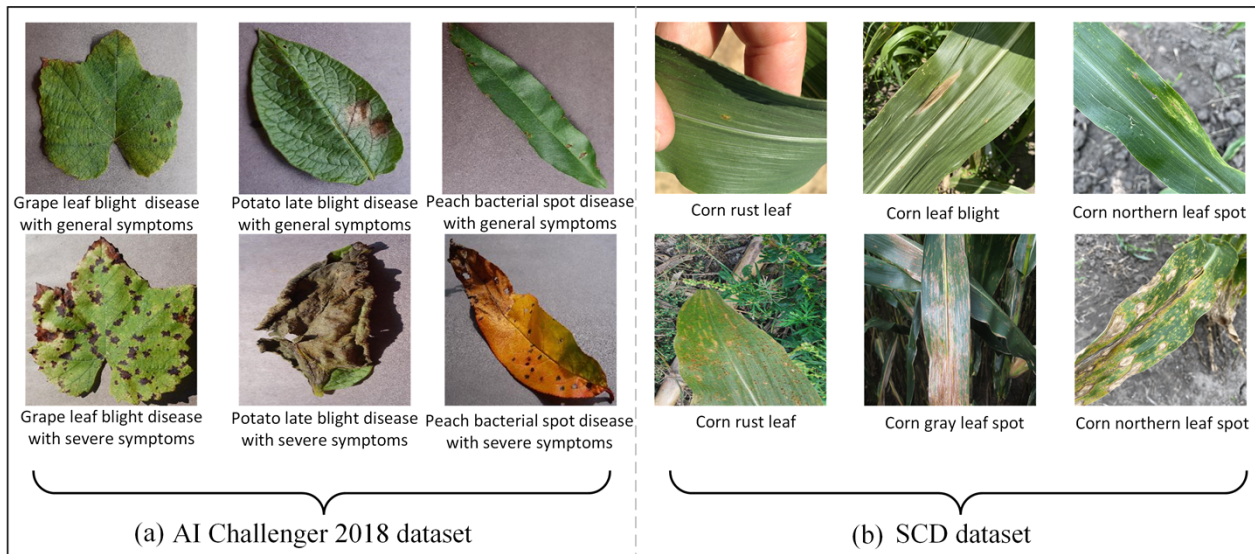 Grape leaf blight disease
with general symptoms
Potato late blight disease
with general symptoms
Peach bacterial spot disease
with general symptoms
Grape leaf blight disease
with severe symptoms
Potato late blight disease
with severe symptoms
Peach bacterial spot disease
with severe symptoms
(a) AI Challenger 2018 dataset
Corn rust leaf
Corn leaf blight
Corn northern leaf spot
Corn rust leaf
Corn gray leaf spot
Corn northern leaf spot
(b) SCD dataset